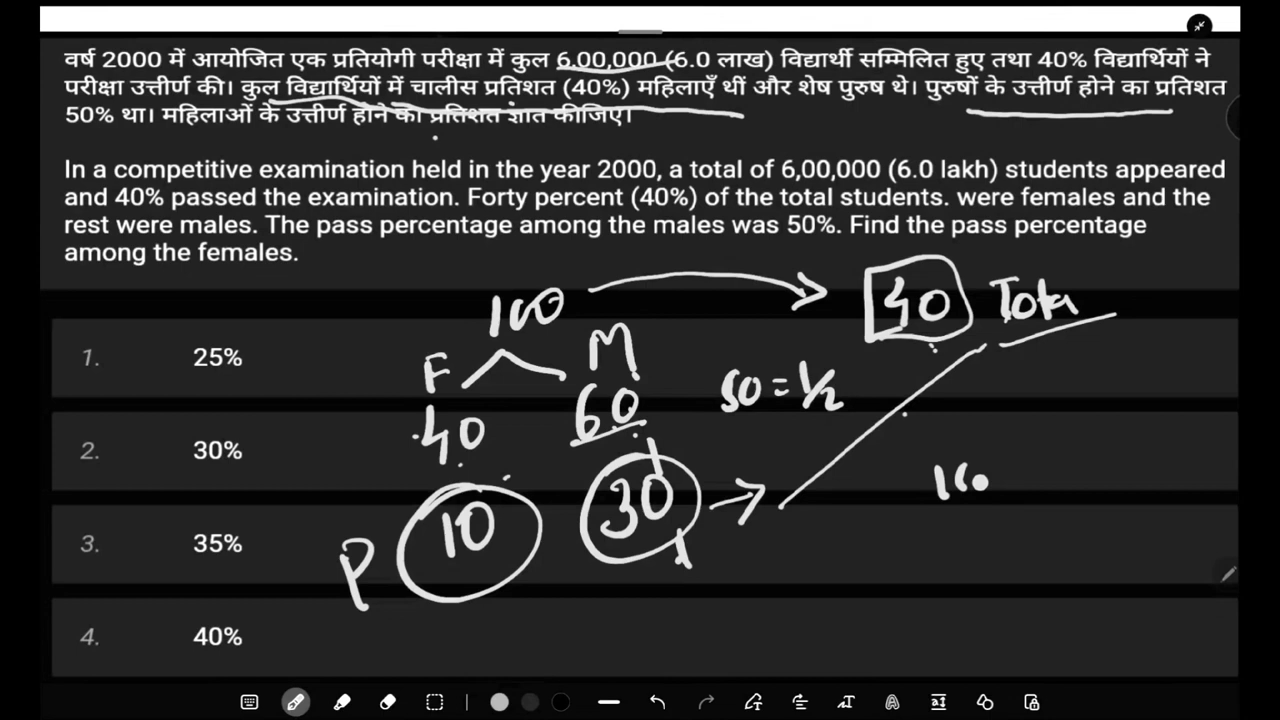 वर्ष 2000 में आयोजित एक प्रतियोगी परीक्षा में कुल 6,00,000 (6.0 लाख) विद्यार्थी सम्मिलित हुए तथा 40% विद्यार्थियों ने
परीक्षा उत्तीर्ण की। कुल विद्यार्थियों में चालीस प्रतिशत (40%) महिलाएँ थीं और शेष पुरुष थे। पुरुषों के उत्तीर्ण होने का प्रतिशत
50% था। महिलाओं के उत्तीर्ण होने का प्रतिशत ज्ञात कीजिए।
In a competitive examination held in the year 2000, a total of 6,00,000 (6.0 lakh) students appeared
and 40% passed the examination. Forty percent (40%) of the total students. were females and the
rest were males. The pass percentage among the males was 50%. Find the pass percentage
among the females.
100 40 Total
F M
40 60 50 = 1/2
P 10 30
100
1. 25%
2. 30%
3. 35%
4. 40%